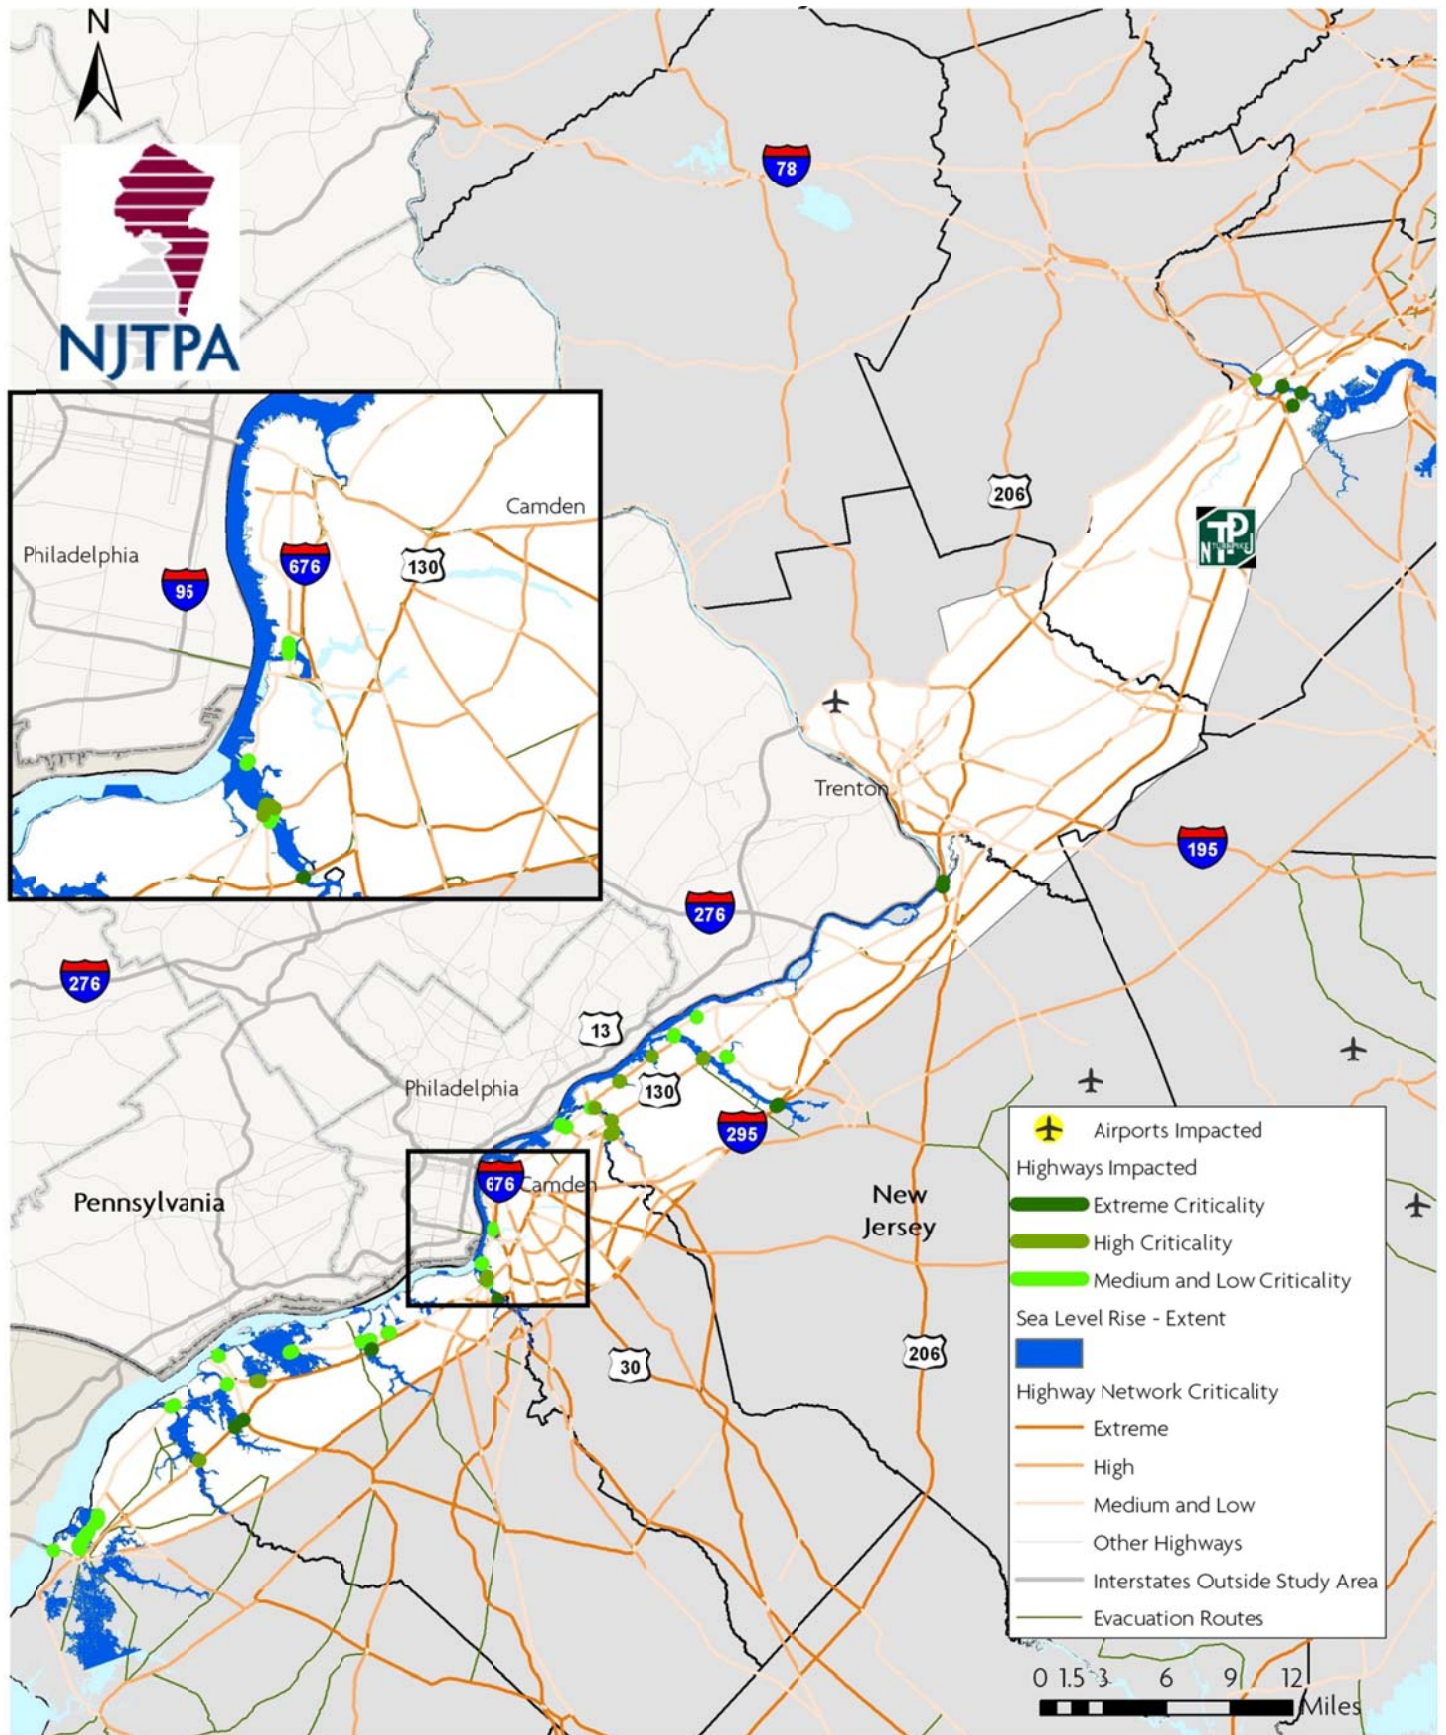 N
NJTPA
78
206
NTPJ
TURNPIKE
Camden
Philadelphia
676
130
95
Trenton
195
276
276
13
Philadelphia
130
295
676
Camden
Pennsylvania
New
Jersey
30
206
Airports Impacted
Highways Impacted
Extreme Criticality
High Criticality
Medium and Low Criticality
Sea Level Rise - Extent
Highway Network Criticality
Extreme
High
Medium and Low
Other Highways
Interstates Outside Study Area
Evacuation Routes
0 1.5 3 6 9 12
Miles